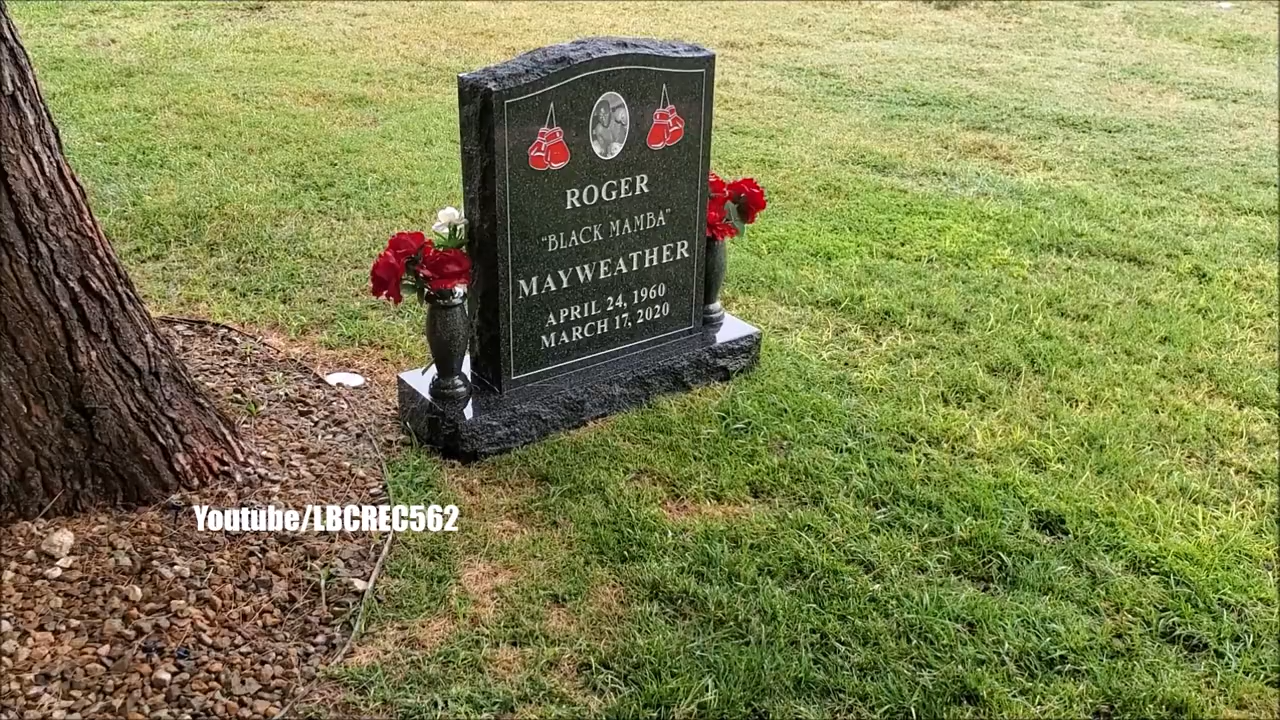 ROGER
"BLACK MAMBA"
MAYWEATHER
APRIL 24, 1960
MARCH 17, 2020
Youtube/LBCREC562